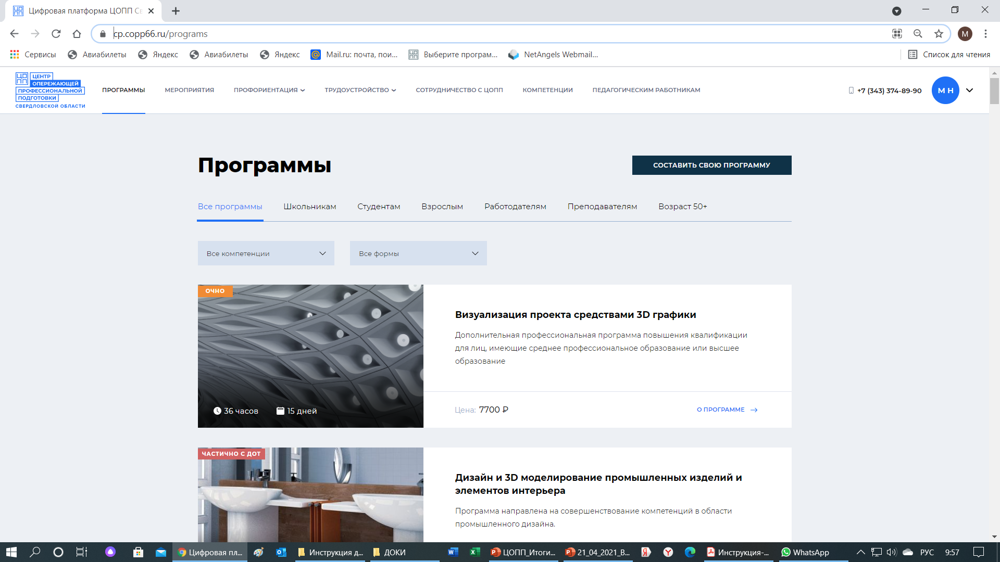 Цифровая платформа ЦОПП Св
cp.copp66.ru/programs
M
Сервисы
Авиабилеты
Яндекс
Авиабилеты
Яндекс
Mail.ru: почта, пои...
Выберите програм...
NetAngels Webmail...
Список для чтения
ЦОПП
ЦЕНТР
ОПЕРЕЖАЮЩЕЙ
ПРОФЕССИОНАЛЬНОЙ
ПОДГОТОВКИ
СВЕРДЛОВСКОЙ ОБЛАСТИ
ПРОГРАММЫ
МЕРОПРИЯТИЯ
ПРОФОРИЕНТАЦИЯ
ТРУДОУСТРОЙСТВО
СОТРУДНИЧЕСТВО С ЦОПП
КОМПЕТЕНЦИИ
ПЕДАГОГИЧЕСКИМ РАБОТНИКАМ
+7 (343) 374-89-90
М Н
Программы
СОСТАВИТЬ СВОЮ ПРОГРАММУ
Все программы
Школьникам
Студентам
Взрослым
Работодателям
Преподавателям
Возраст 50+
Все компетенции
Все формы
ОЧНО
36 часов
15 дней
Визуализация проекта средствами 3D графики
Дополнительная профессиональная программа повышения квалификации
для лиц, имеющие среднее профессиональное образование или высшее
образование
Цена: 7700 ₽
О ПРОГРАММЕ
ЧАСТИЧНО С ДОТ
Дизайн и 3D моделирование промышленных изделий и
элементов интерьера
Программа направлена на совершенствование компетенций в области
промышленного дизайна.
Цифровая пл...
Инструкция д...
ДОКИ
ЦОПП_Итоги...
21_04_2021_В...
Инструкция-...
WhatsApp
РУС
9:57